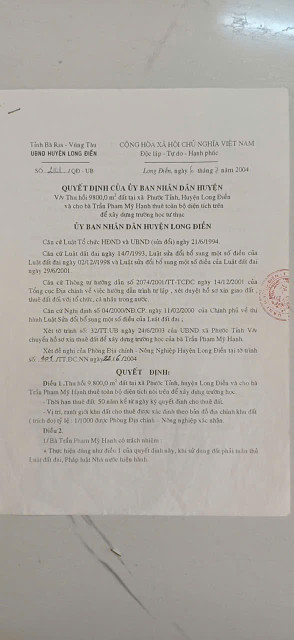 Tỉnh Bà Rịa - Vũng Tàu
UBND HUYỆN LONG ĐIỀN
CỘNG HÒA XÃ HỘI CHỦ NGHĨA VIỆT NAM
Độc lập - Tự do - Hạnh phúc
SỐ: /QĐ - UB
Long Điền, ngày tháng 7 năm 2004
QUYẾT ĐỊNH CỦA ỦY BAN NHÂN DÂN HUYỆN
V/v Thu hồi 9800,0 m² đất tại xã Phước Tỉnh, Huyện Long Điền
và cho bà Trần Phạm Mỹ Hạnh thuê toàn bộ diện tích trên
để xây dựng trường học tư thục
ỦY BAN NHÂN DÂN HUYỆN LONG ĐIỀN
Căn cứ Luật Tổ chức HĐND và UBND (sửa đổi) ngày 21/6/1994.
Căn cứ Luật đất đai ngày 14/7/1993, Luật sửa đổi bổ sung một số điều của
Luật đất đai ngày 02/12/1998 và Luật sửa đổi bổ sung một số điều của Luật đất đai
ngày 29/6/2001.
Căn cứ Thông tư hướng dẫn số 2074/2001/TT-TCĐC ngày 14/12/2001 của
Tổng cục Địa chính về việc hướng dẫn trình tự lập, xét duyệt hồ sơ xin giao đất,
thuê đất đối với tổ chức, cá nhân trong nước.
Căn cứ Nghị định số 04/2000/NĐ.CP ngày 11/02/2000 của Chính phủ về thi
hành Luật Sửa đổi bổ sung một số điều của Luật đất đai;
Xét tờ trình số: 32/TT.UB ngày 24/6/2003 của UBND xã Phước Tỉnh V/v
chuyển hồ sơ xin thuê đất để xây dựng trường học của bà Trần Phạm Mỹ Hạnh.
Xét đề nghị của Phòng Địa chính - Nông Nghiệp Huyện Long Điền tại tờ trình
số: /TT.ĐC NN ngày /2004
QUYẾT ĐỊNH:
Điều 1. Thu hồi 9.800,0 m² đất tại xã Phước Tỉnh, huyện Long Điền và cho bà
Trần Phạm Mỹ Hạnh thuê toàn bộ diện tích trên để xây dựng trường học.
- Thời hạn thuê đất: 50 năm kể từ ngày ký quyết định cho thuê đất.
- Vị trí, ranh giới khu đất cho thuê được xác định theo bản đồ địa chính khu đất
tỷ lệ: 1/1000 được Phòng Địa chính - Nông nghiệp xác nhận.
Điều 2.
1/ Bà Trần Phạm Mỹ Hạnh có trách nhiệm
+ Thực hiện đúng như điều 1 của quyết định này, khi sử dụng đất phải tuân thủ
Luật đất đai, Pháp luật Nhà nước hiện hành.